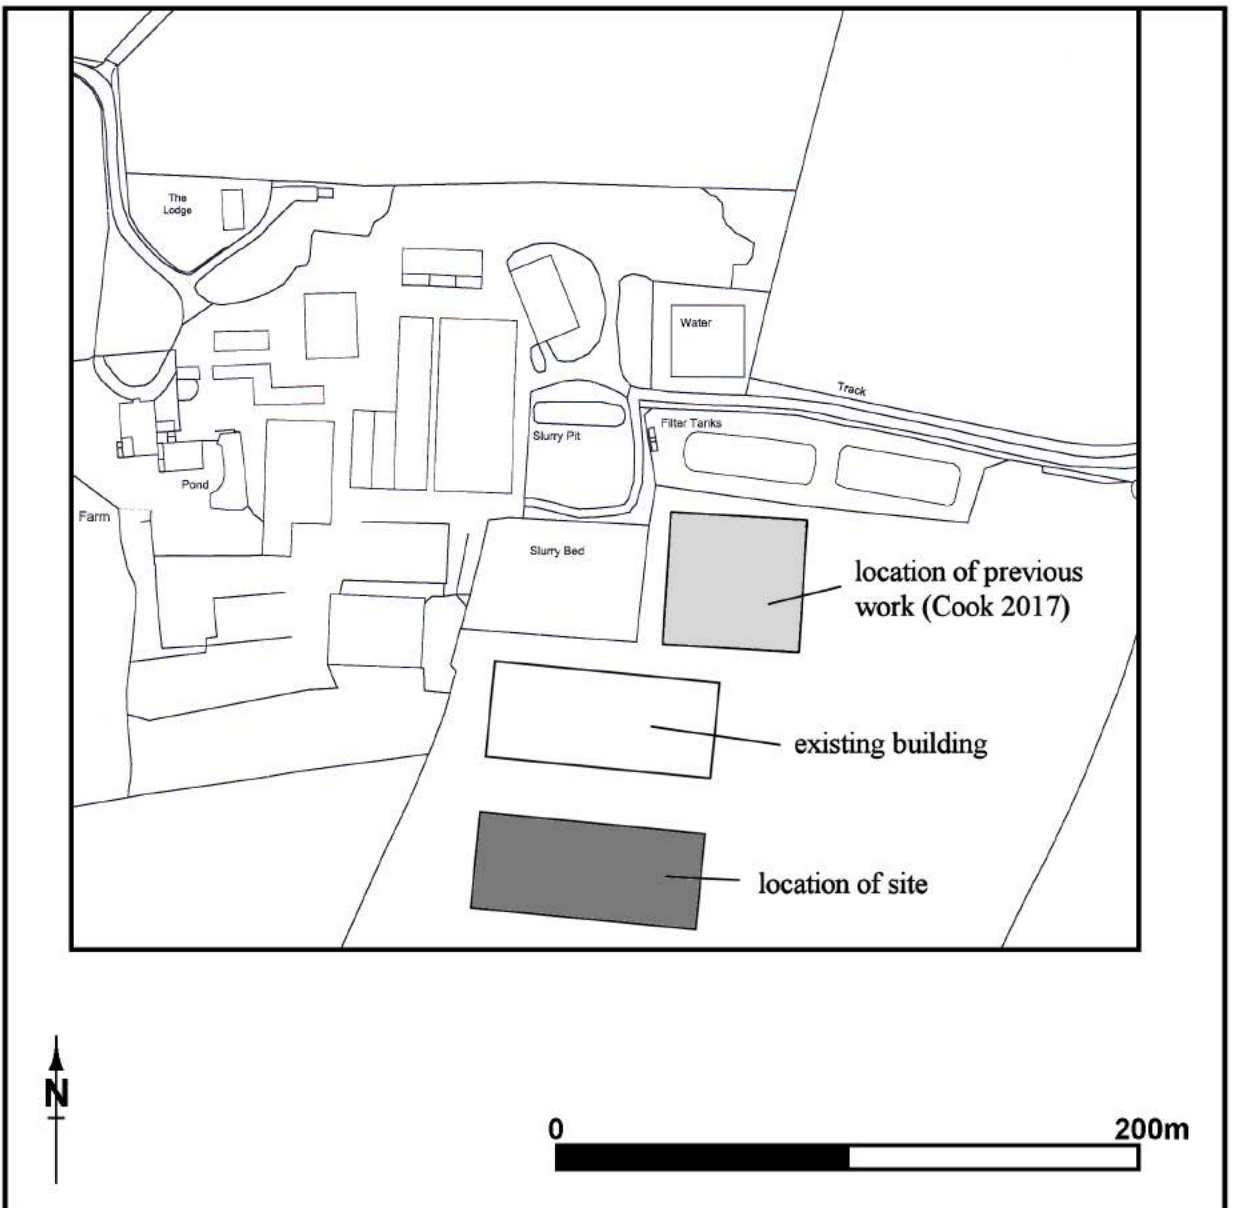 The
Lodge
Water
Track
Filter Tanks
Slurry Pit
Pond
Farm
Slurry Bed
location of previous
work (Cook 2017)
existing building
location of site
N
0 200m